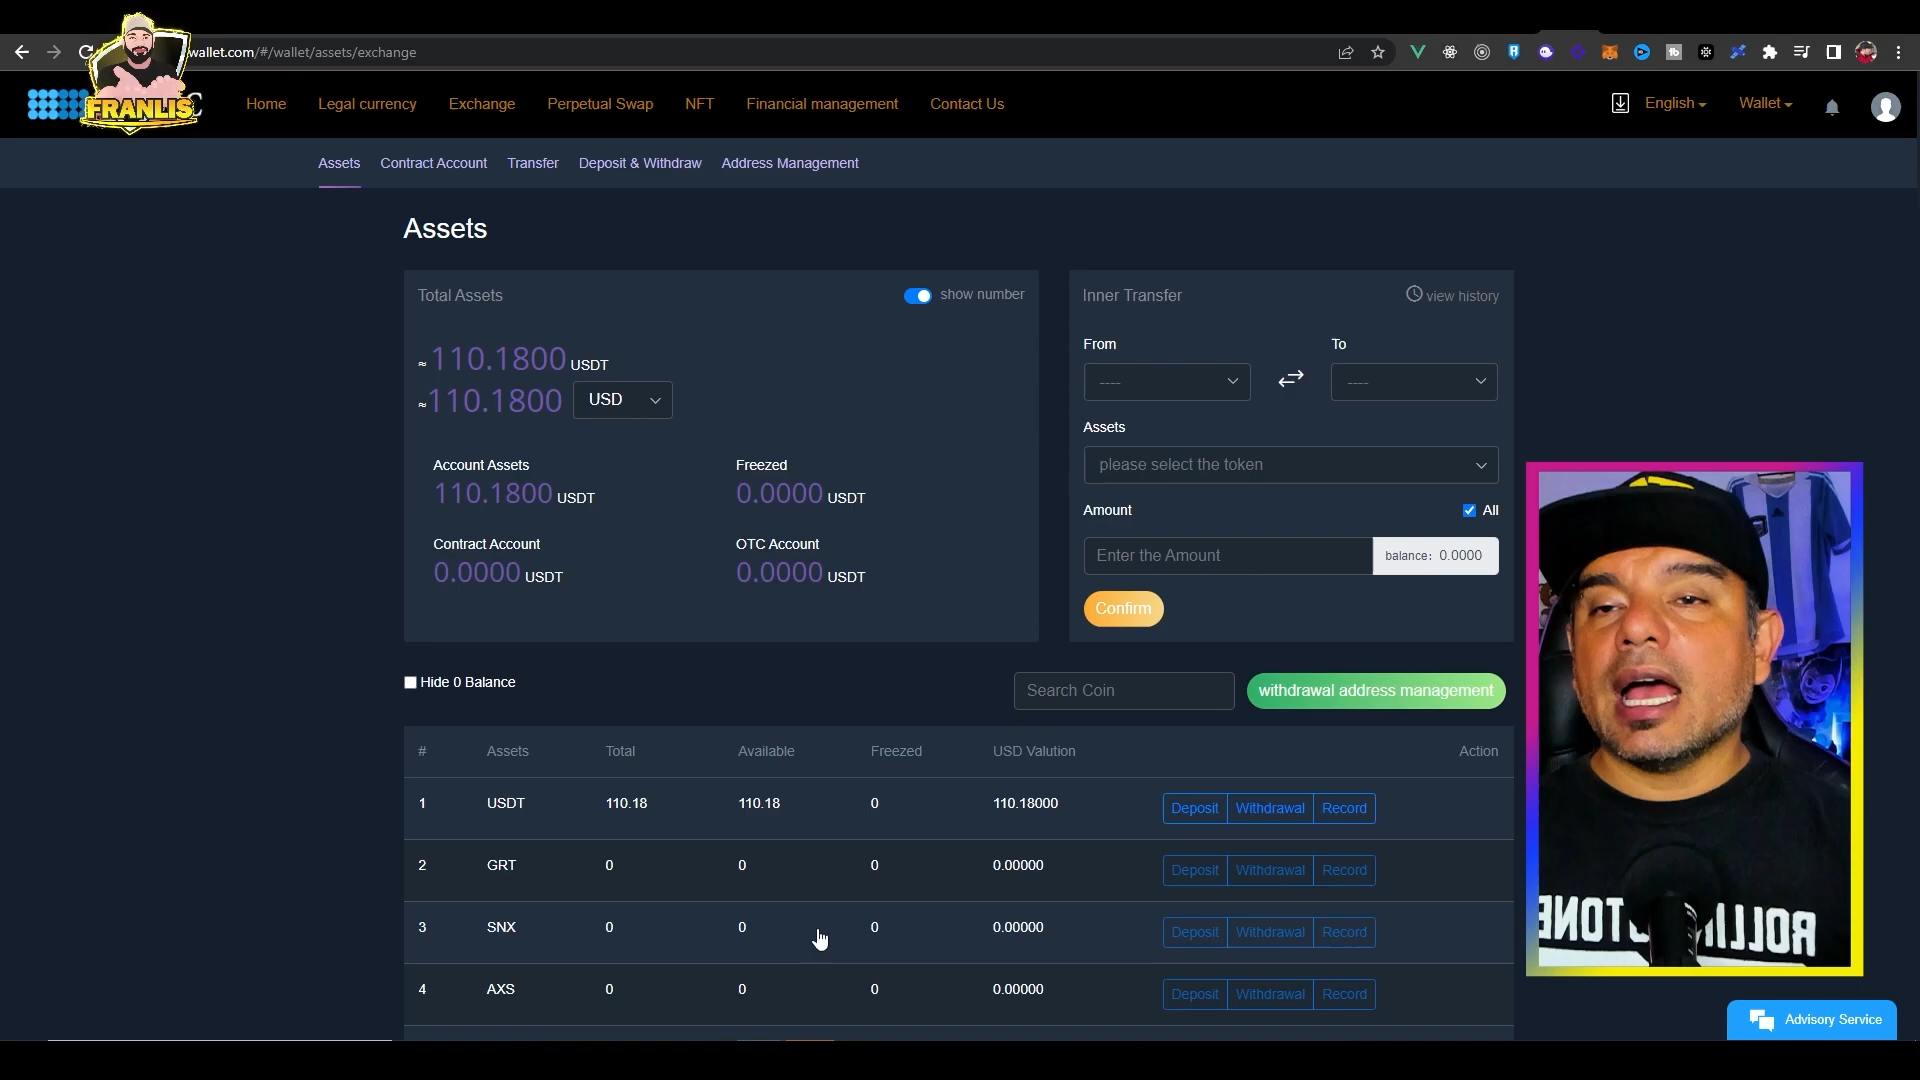 wallet.com/#/wallet/assets/exchange
FRANLIS
Home Legal currency Exchange Perpetual Swap NFT Financial management Contact Us
English Wallet
Assets Contract Account Transfer Deposit & Withdraw Address Management
Assets
Total Assets show number
≈110.1800 USDT
≈110.1800 USD
Account Assets Freezed
110.1800 USDT 0.0000 USDT
Contract Account OTC Account
0.0000 USDT 0.0000 USDT
Inner Transfer view history
From To
---- ----
Assets
please select the token
Amount All
Enter the Amount balance: 0.0000
Confirm
Hide 0 Balance Search Coin withdrawal address management
# Assets Total Available Freezed USD Valution Action
1 USDT 110.18 110.18 0 110.18000 Deposit Withdrawal Record
2 GRT 0 0 0 0.00000 Deposit Withdrawal Record
3 SNX 0 0 0 0.00000 Deposit Withdrawal Record
4 AXS 0 0 0 0.00000 Deposit Withdrawal Record
Advisory Service